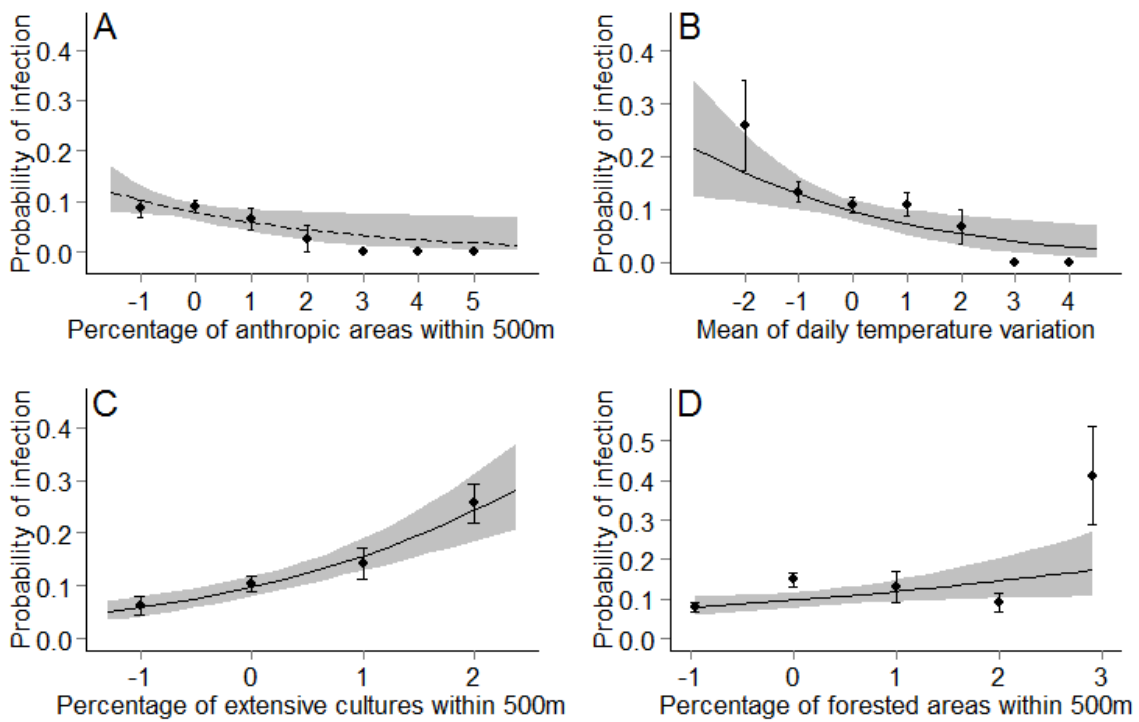 A
Probability of infection
0.4
0.3
0.2
0.1
0.0
-1 0 1 2 3 4 5
Percentage of anthropic areas within 500m
B
Probability of infection
0.4
0.3
0.2
0.1
0.0
-2 -1 0 1 2 3 4
Mean of daily temperature variation
C
Probability of infection
0.4
0.3
0.2
0.1
0.0
-1 0 1 2
Percentage of extensive cultures within 500m
D
Probability of infection
0.5
0.4
0.3
0.2
0.1
0.0
-1 0 1 2 3
Percentage of forested areas within 500m